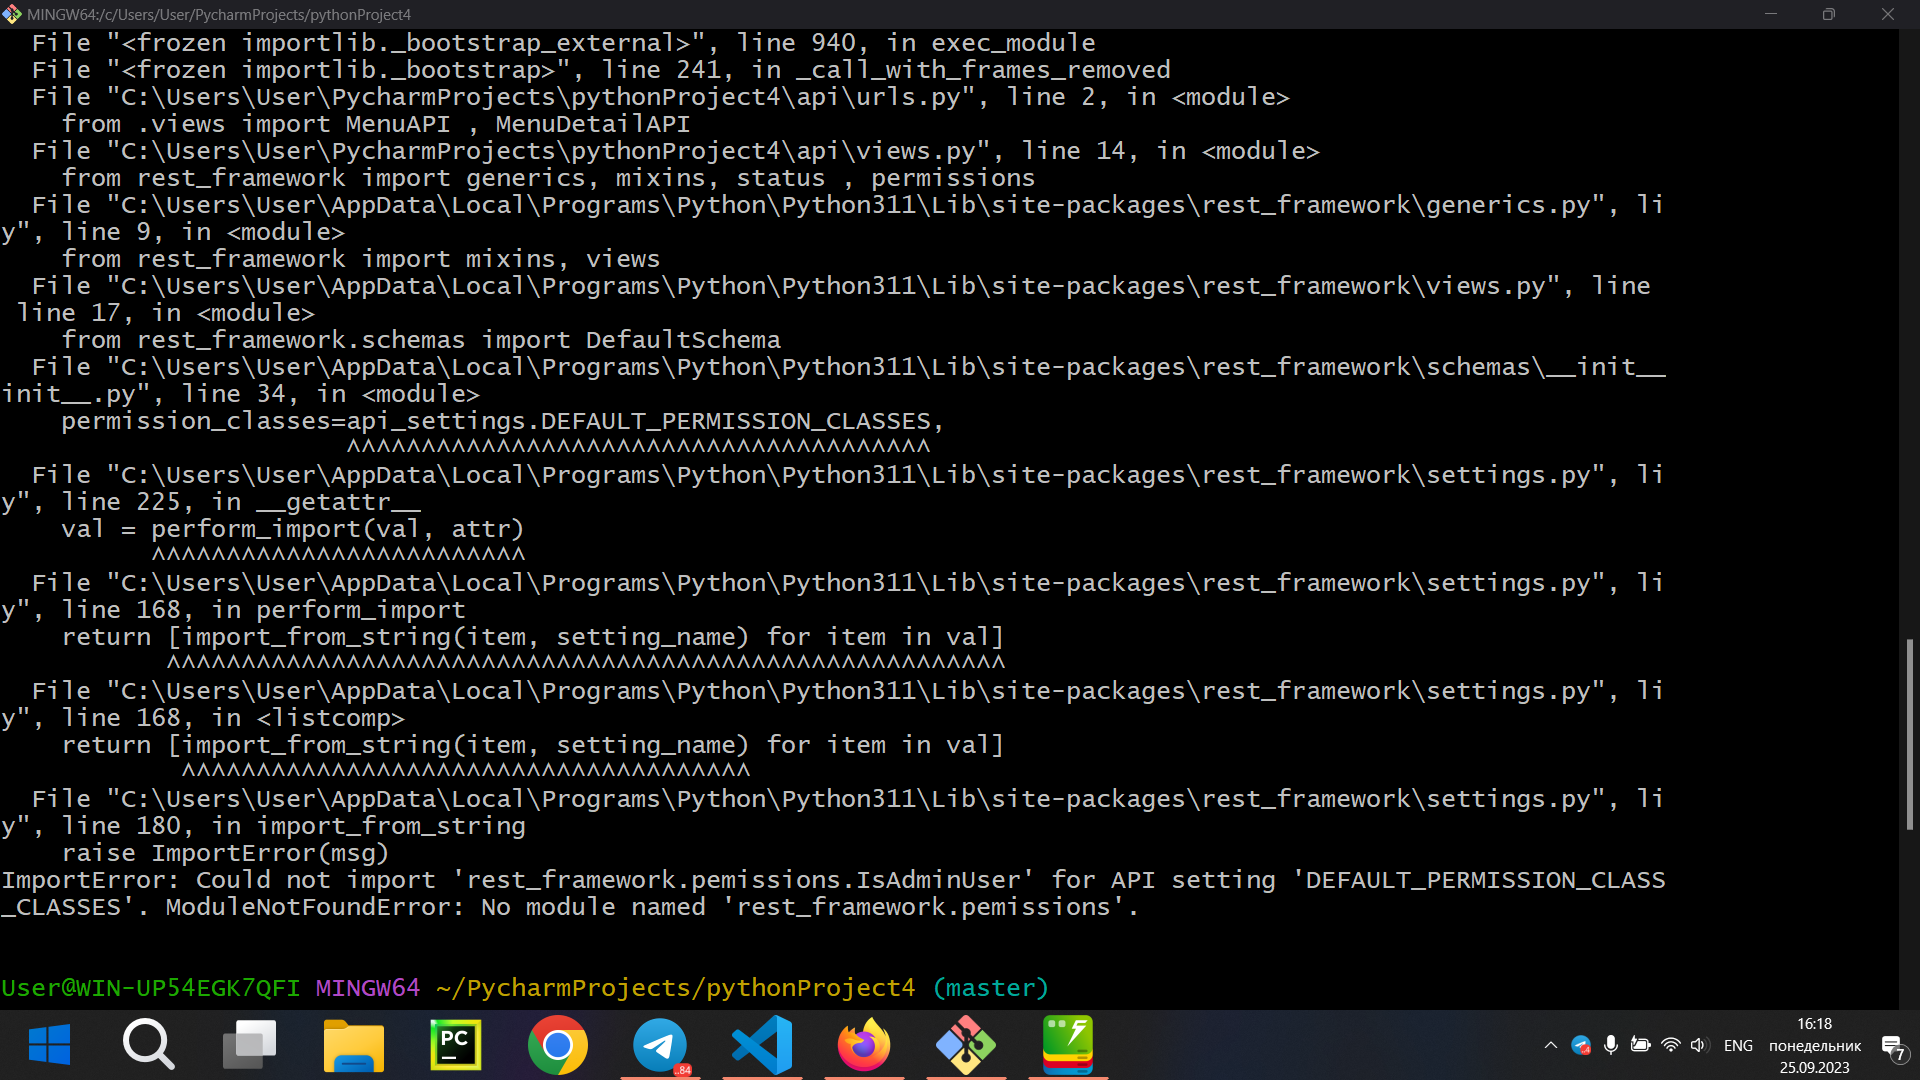 MINGW64:/c/Users/User/PycharmProjects/pythonProject4
  File "<frozen importlib._bootstrap_external>", line 940, in exec_module
  File "<frozen importlib._bootstrap>", line 241, in _call_with_frames_removed
  File "C:\Users\User\PycharmProjects\pythonProject4\api\urls.py", line 2, in <module>
    from .views import MenuAPI , MenuDetailAPI
  File "C:\Users\User\PycharmProjects\pythonProject4\api\views.py", line 14, in <module>
    from rest_framework import generics, mixins, status , permissions
  File "C:\Users\User\AppData\Local\Programs\Python\Python311\Lib\site-packages\rest_framework\generics.py", li
y", line 9, in <module>
    from rest_framework import mixins, views
  File "C:\Users\User\AppData\Local\Programs\Python\Python311\Lib\site-packages\rest_framework\views.py", line
 line 17, in <module>
    from rest_framework.schemas import DefaultSchema
  File "C:\Users\User\AppData\Local\Programs\Python\Python311\Lib\site-packages\rest_framework\schemas\__init__
init__.py", line 34, in <module>
    permission_classes=api_settings.DEFAULT_PERMISSION_CLASSES,
                       ^^^^^^^^^^^^^^^^^^^^^^^^^^^^^^^^^^^^^^^
  File "C:\Users\User\AppData\Local\Programs\Python\Python311\Lib\site-packages\rest_framework\settings.py", li
y", line 225, in __getattr__
    val = perform_import(val, attr)
          ^^^^^^^^^^^^^^^^^^^^^^^^^
  File "C:\Users\User\AppData\Local\Programs\Python\Python311\Lib\site-packages\rest_framework\settings.py", li
y", line 168, in perform_import
    return [import_from_string(item, setting_name) for item in val]
           ^^^^^^^^^^^^^^^^^^^^^^^^^^^^^^^^^^^^^^^^^^^^^^^^^^^^^^^^
  File "C:\Users\User\AppData\Local\Programs\Python\Python311\Lib\site-packages\rest_framework\settings.py", li
y", line 168, in <listcomp>
    return [import_from_string(item, setting_name) for item in val]
            ^^^^^^^^^^^^^^^^^^^^^^^^^^^^^^^^^^^^^^
  File "C:\Users\User\AppData\Local\Programs\Python\Python311\Lib\site-packages\rest_framework\settings.py", li
y", line 180, in import_from_string
    raise ImportError(msg)
ImportError: Could not import 'rest_framework.pemissions.IsAdminUser' for API setting 'DEFAULT_PERMISSION_CLASS
_CLASSES'. ModuleNotFoundError: No module named 'rest_framework.pemissions'.
User@WIN-UP54EGK7QFI MINGW64 ~/PycharmProjects/pythonProject4 (master)
PC
..84
ENG
16:18
понедельник
25.09.2023
7